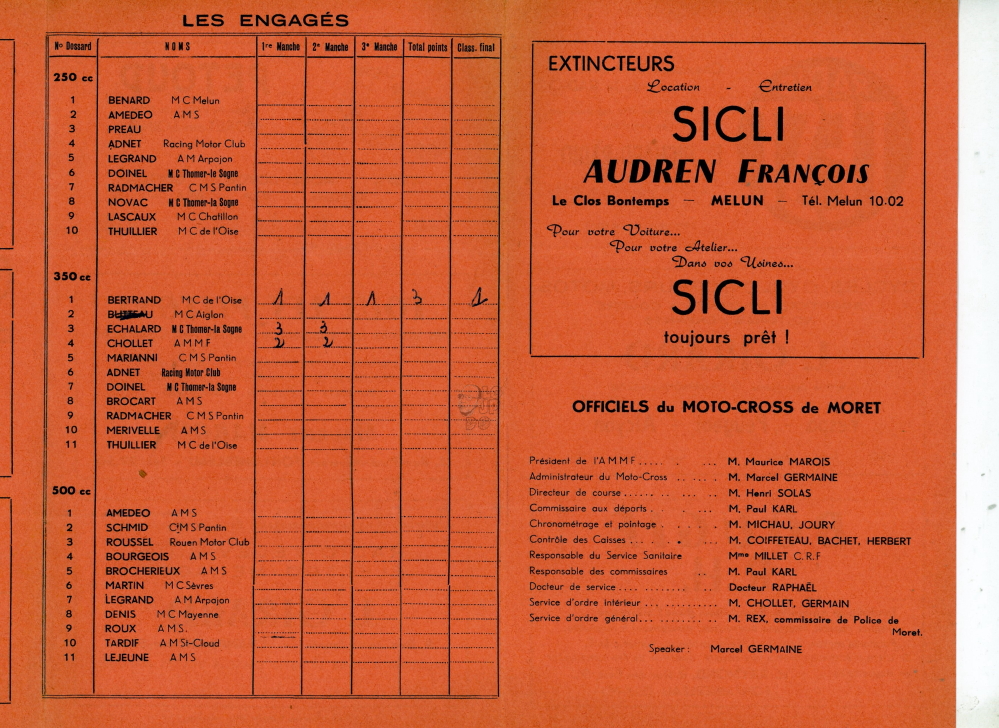 LES ENGAGÉS
No Dossard NOMS 1re Manche 2e Manche 3e Manche Total points Class. final
250 cc
1 BENARD M C Melun
2 AMEDEO A M S
3 PREAU
4 ADNET Racing Motor Club
5 LEGRAND A M Arpajon
6 DOINEL M C Thomer-le Sogne
7 RADMACHER C M S Pantin
8 NOVAC M C Thomer-la Sogne
9 LASCAUX M C Chatillon
10 THUILLIER M C de l'Oise
350 cc
1 BERTRAND M C de l'Oise 1 1 1 3 1
2 M C Aiglon
3 ECHALARD M C Thomer-la Sogne 3 3
4 CHOLLET A M M F 2 2
5 MARIANNI C M S Pantin
6 ADNET Racing Motor Club
7 DOINEL M C Thomer-la Sogne
8 BROCART A M S
9 RADMACHER C M S Pantin
10 MERIVELLE A M S
11 THUILLIER M C de l'Oise
500 cc
1 AMEDEO A M S
2 SCHMID C M S Pantin
3 ROUSSEL Rouen Motor Club
4 BOURGEOIS A M S
5 BROCHERIEUX A M S
6 MARTIN M C Sèvres
7 LEGRAND A M Arpajon
8 DENIS M C Mayenne
9 ROUX A M S.
10 TARDIF A M St-Cloud
11 LEJEUNE A M S
EXTINCTEURS
Location - Entretien
SICLI
AUDREN FRANÇOIS
Le Clos Bontemps — MELUN — Tél. Melun 10.02
Pour votre Voiture...
Pour votre Atelier...
Dans vos Usines...
SICLI
toujours prêt !
OFFICIELS du MOTO-CROSS de MORET
Président de l'A M M F ..... . ... M. Maurice MAROIS
Administrateur du Moto-Cross .. ... . M. Marcel GERMAINE
Directeur de course ...... .. ... .. M. Henri SOLAS
Commissaire aux départs . . ... M. Paul KARL
Chronométrage et pointage . . . . . M. MICHAU, JOURY
Contrôle des Caisses .... . ... M. COIFFETEAU, BACHET, HERBERT
Responsable du Service Sanitaire Mme MILLET C. R. F
Responsable des commissaires .. M. Paul KARL
Docteur de service .......... .. Docteur RAPHAËL
Service d'ordre intérieur ... .......... M. CHOLLET, GERMAIN
Service d'ordre général............. .. M. REX, commissaire de Police de
Moret.
Speaker : Marcel GERMAINE